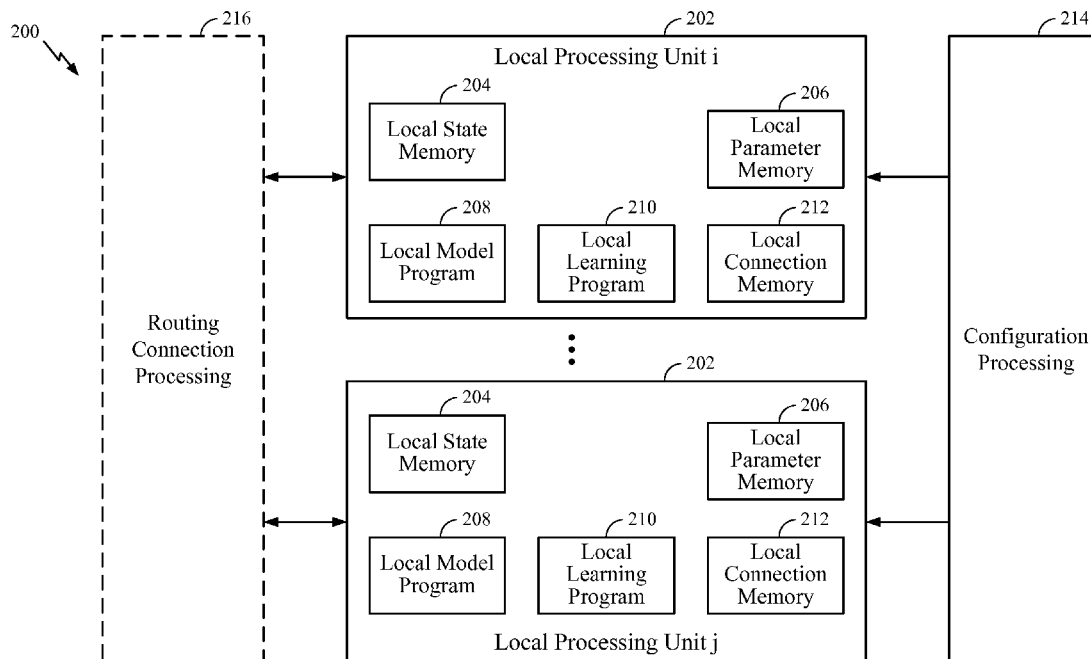 200
216
202
214
Local Processing Unit i
204
Local State
Memory
206
Local
Parameter
Memory
208
Local Model
Program
210
Local
Learning
Program
212
Local
Connection
Memory
Routing
Connection
Processing
Configuration
Processing
202
204
Local State
Memory
206
Local
Parameter
Memory
208
Local Model
Program
210
Local
Learning
Program
212
Local
Connection
Memory
Local Processing Unit j